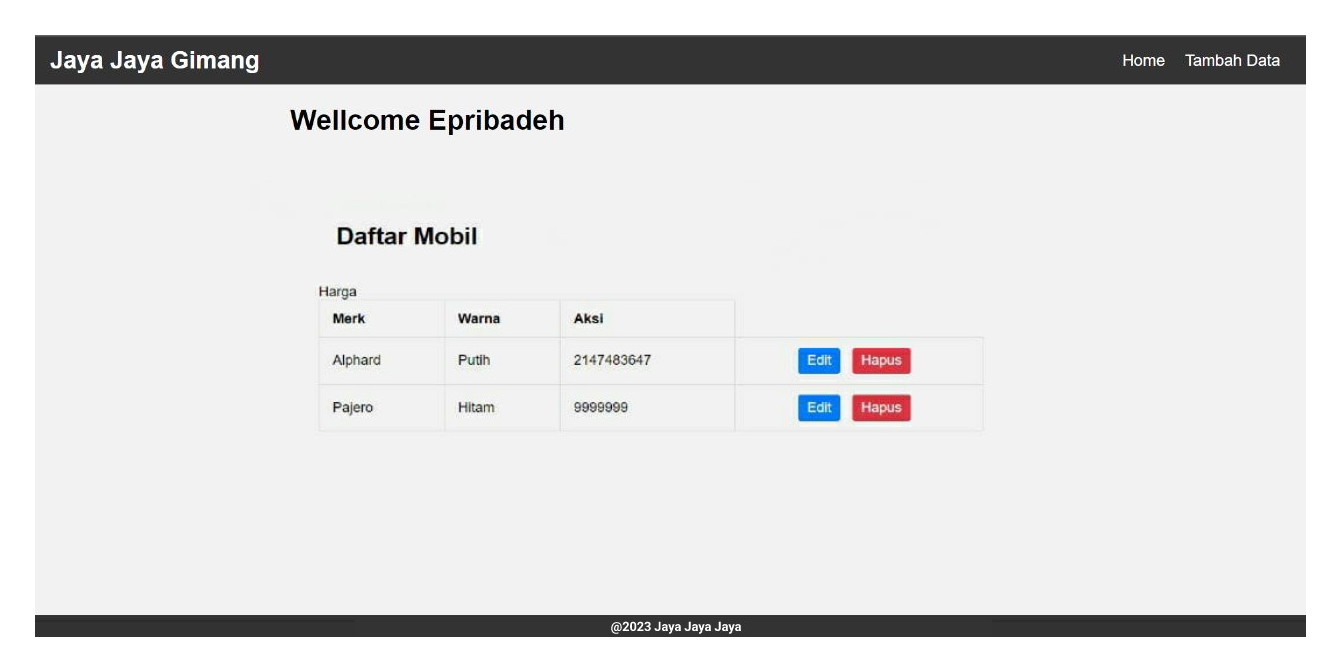 Jaya Jaya Gimang Home Tambah Data
Wellcome Epribadeh
Daftar Mobil
Harga
Merk Warna Aksi
Alphard Putih 2147483647 Edit Hapus
Pajero Hitam 9999999 Edit Hapus
@2023 Jaya Jaya Jaya